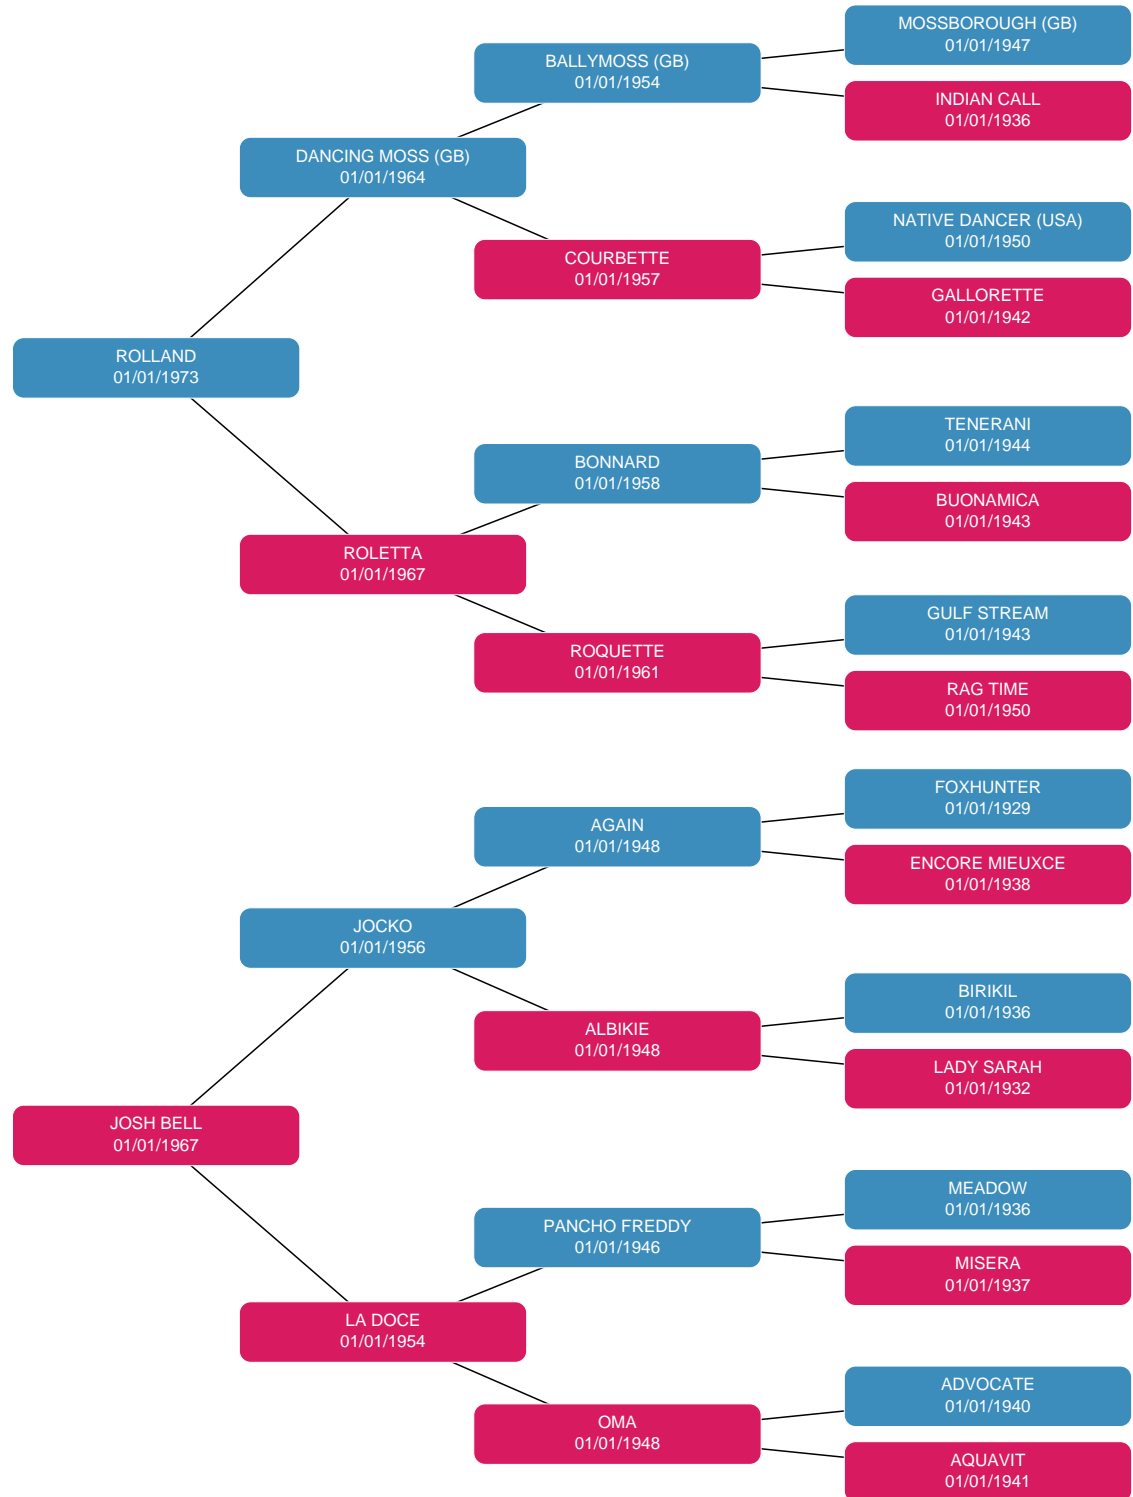 MOSSBOROUGH (GB)
01/01/1947
BALLYMOSS (GB)
01/01/1954
INDIAN CALL
01/01/1936
DANCING MOSS (GB)
01/01/1964
NATIVE DANCER (USA)
01/01/1950
COURBETTE
01/01/1957
GALLORETTE
01/01/1942
ROLLAND
01/01/1973
TENERANI
01/01/1944
BONNARD
01/01/1958
BUONAMICA
01/01/1943
ROLETTA
01/01/1967
GULF STREAM
01/01/1943
ROQUETTE
01/01/1961
RAG TIME
01/01/1950
FOXHUNTER
01/01/1929
AGAIN
01/01/1948
ENCORE MIEUXCE
01/01/1938
JOCKO
01/01/1956
BIRIKIL
01/01/1936
ALBIKIE
01/01/1948
LADY SARAH
01/01/1932
JOSH BELL
01/01/1967
MEADOW
01/01/1936
PANCHO FREDDY
01/01/1946
MISERA
01/01/1937
LA DOCE
01/01/1954
ADVOCATE
01/01/1940
OMA
01/01/1948
AQUAVIT
01/01/1941